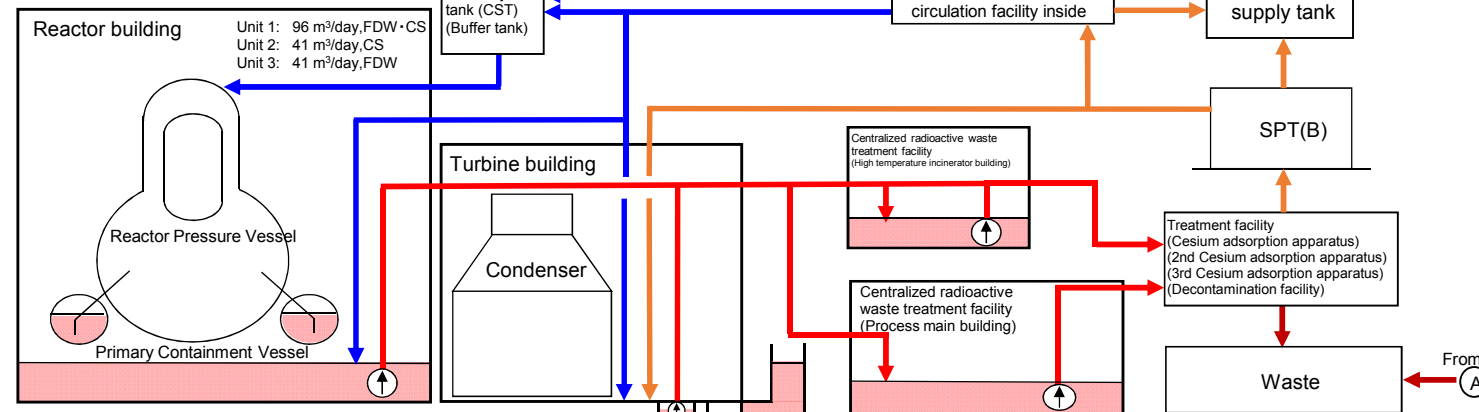 Reactor building
Unit 1: 96 m³/day,FDW・CS
Unit 2: 41 m³/day,CS
Unit 3: 41 m³/day,FDW
tank (CST)
(Buffer tank)
circulation facility inside
supply tank
SPT(B)
Turbine building
Centralized radioactive waste
treatment facility
(High temperature incinerator building)
Reactor Pressure Vessel
Condenser
Treatment facility
(Cesium adsorption apparatus)
(2nd Cesium adsorption apparatus)
(3rd Cesium adsorption apparatus)
(Decontamination facility)
Centralized radioactive
waste treatment facility
(Process main building)
Primary Containment Vessel
Waste
From
A